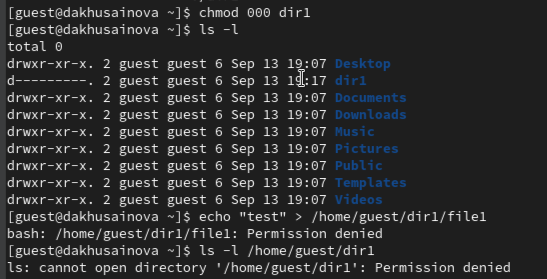 [guest@dakhusainova ~]$ chmod 000 dir1
[guest@dakhusainova ~]$ ls -l
total 0
drwxr-xr-x. 2 guest guest 6 Sep 13 19:07 Desktop
d---------. 2 guest guest 6 Sep 13 19:17 dir1
drwxr-xr-x. 2 guest guest 6 Sep 13 19:07 Documents
drwxr-xr-x. 2 guest guest 6 Sep 13 19:07 Downloads
drwxr-xr-x. 2 guest guest 6 Sep 13 19:07 Music
drwxr-xr-x. 2 guest guest 6 Sep 13 19:07 Pictures
drwxr-xr-x. 2 guest guest 6 Sep 13 19:07 Public
drwxr-xr-x. 2 guest guest 6 Sep 13 19:07 Templates
drwxr-xr-x. 2 guest guest 6 Sep 13 19:07 Videos
[guest@dakhusainova ~]$ echo "test" > /home/guest/dir1/file1
bash: /home/guest/dir1/file1: Permission denied
[guest@dakhusainova ~]$ ls -l /home/guest/dir1
ls: cannot open directory '/home/guest/dir1': Permission denied